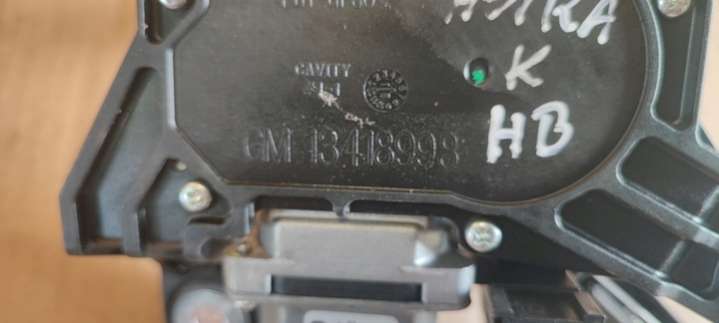 ASTRA
CAVITY
K
GM 13418998
HB